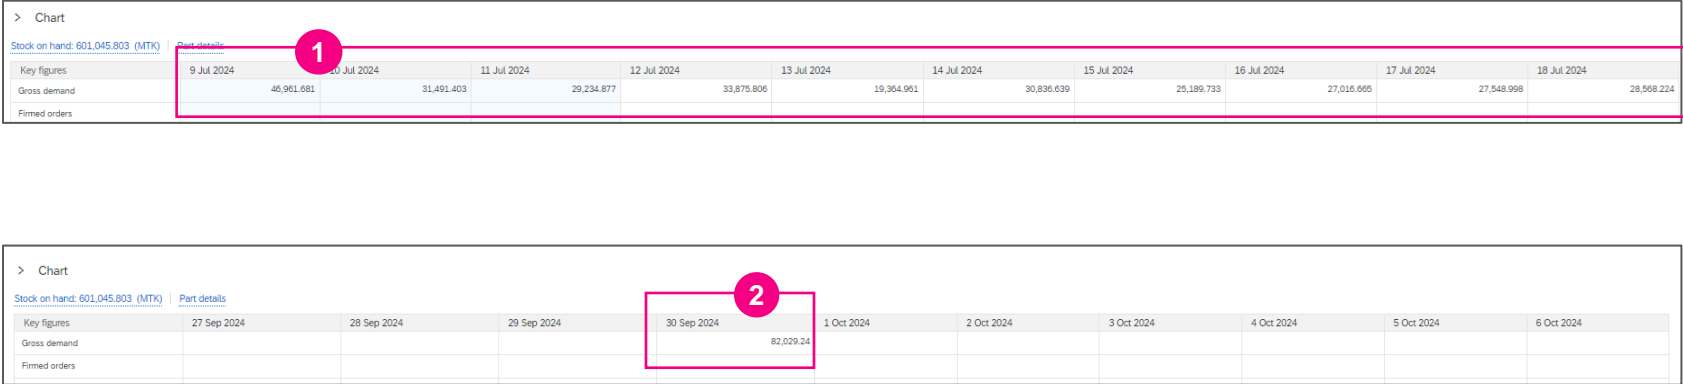 > Chart
Stock on hand: 601,045.803 (MTK) | Part details
1
Key figures 9 Jul 2024 10 Jul 2024 11 Jul 2024 12 Jul 2024 13 Jul 2024 14 Jul 2024 15 Jul 2024 16 Jul 2024 17 Jul 2024 18 Jul 2024
Gross demand 46,961.681 31,491.403 29,234.877 33,875.806 19,364.961 30,836.639 25,189.733 27,016.665 27,548.998 28,568.224
Firmed orders
> Chart
Stock on hand: 601,045.803 (MTK) | Part details
2
Key figures 27 Sep 2024 28 Sep 2024 29 Sep 2024 30 Sep 2024 1 Oct 2024 2 Oct 2024 3 Oct 2024 4 Oct 2024 5 Oct 2024 6 Oct 2024
Gross demand 82,029.24
Firmed orders